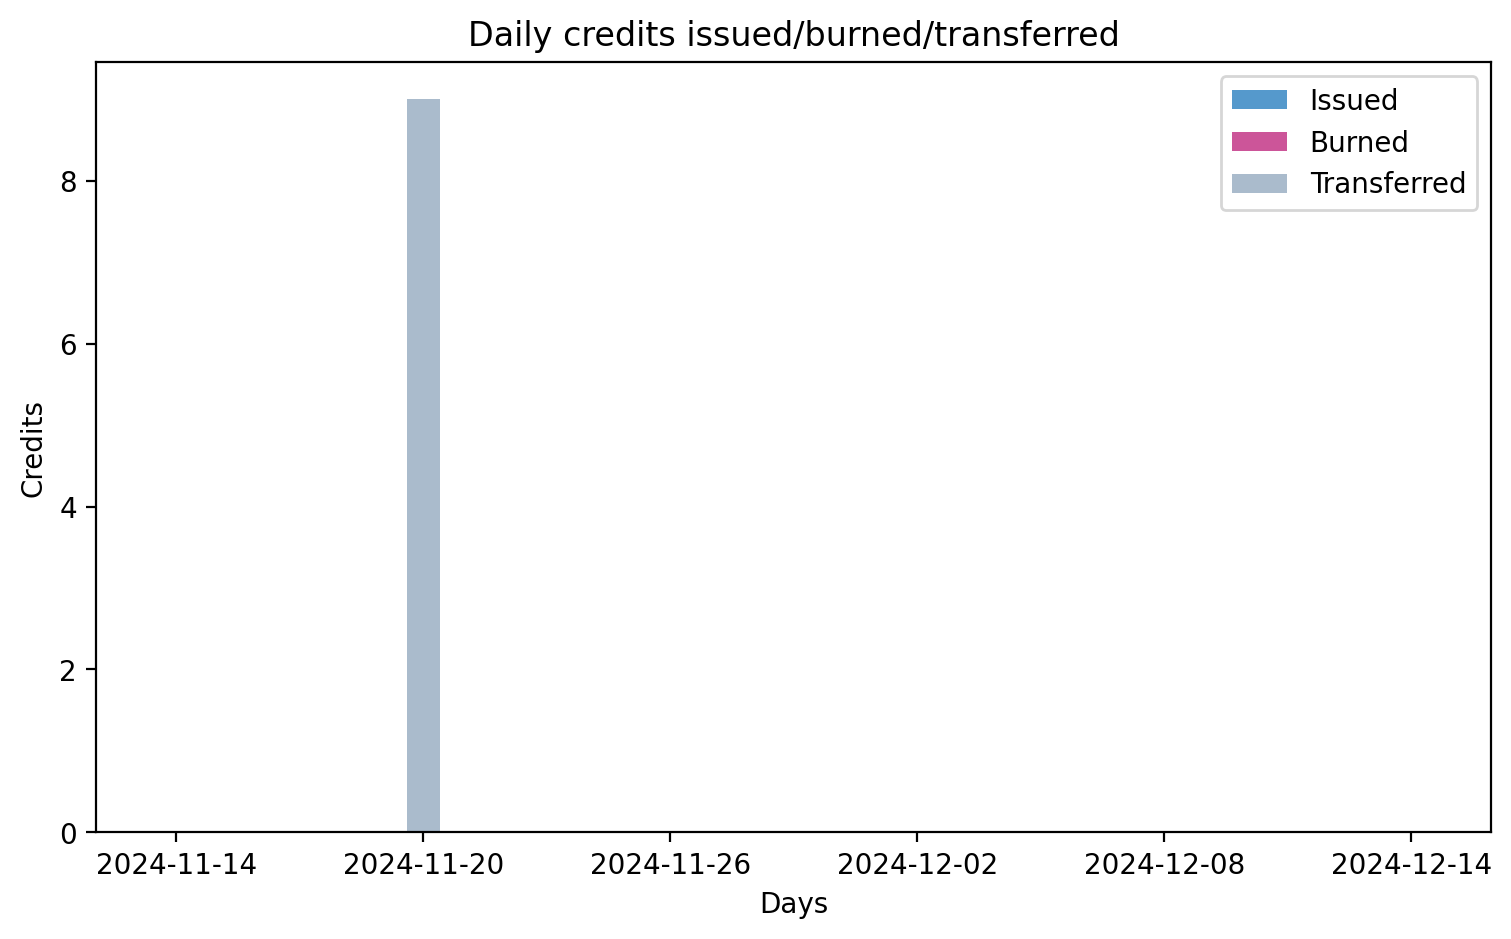 Daily credits issued/burned/transferred
Issued
Burned
Transferred
8
6
4
2
0
Credits
2024-11-14 2024-11-20 2024-11-26 2024-12-02 2024-12-08 2024-12-14
Days